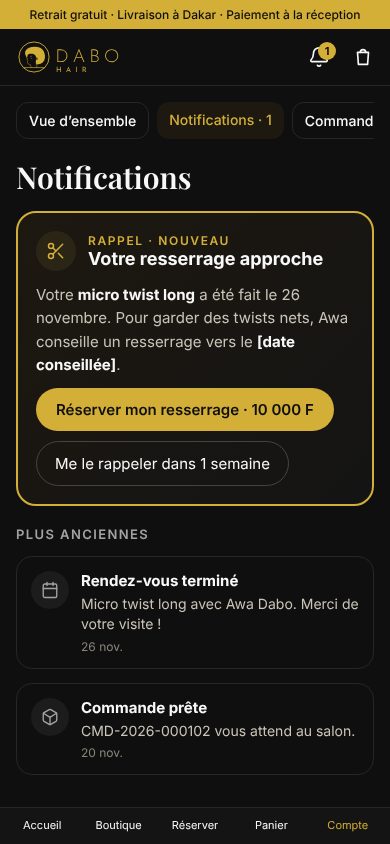 Retrait gratuit · Livraison à Dakar · Paiement à la réception
DABO
HAIR
1
Vue d’ensemble
Notifications · 1
Command
Notifications
RAPPEL · NOUVEAU
Votre resserrage approche
Votre micro twist long a été fait le 26
novembre. Pour garder des twists nets, Awa
conseille un resserrage vers le [date
conseillée].
Réserver mon resserrage · 10 000 F
Me le rappeler dans 1 semaine
PLUS ANCIENNES
Rendez-vous terminé
Micro twist long avec Awa Dabo. Merci de
votre visite !
26 nov.
Commande prête
CMD-2026-000102 vous attend au salon.
20 nov.
Accueil
Boutique
Réserver
Panier
Compte